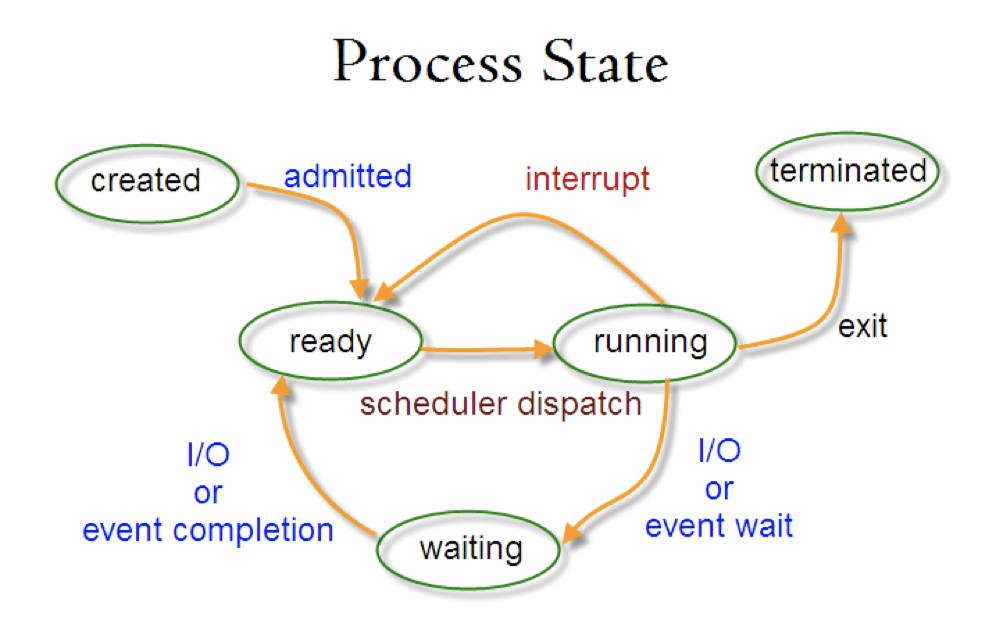 Process State
created
admitted
interrupt
terminated
ready
running
exit
scheduler dispatch
I/O
or
event completion
I/O
or
event wait
waiting